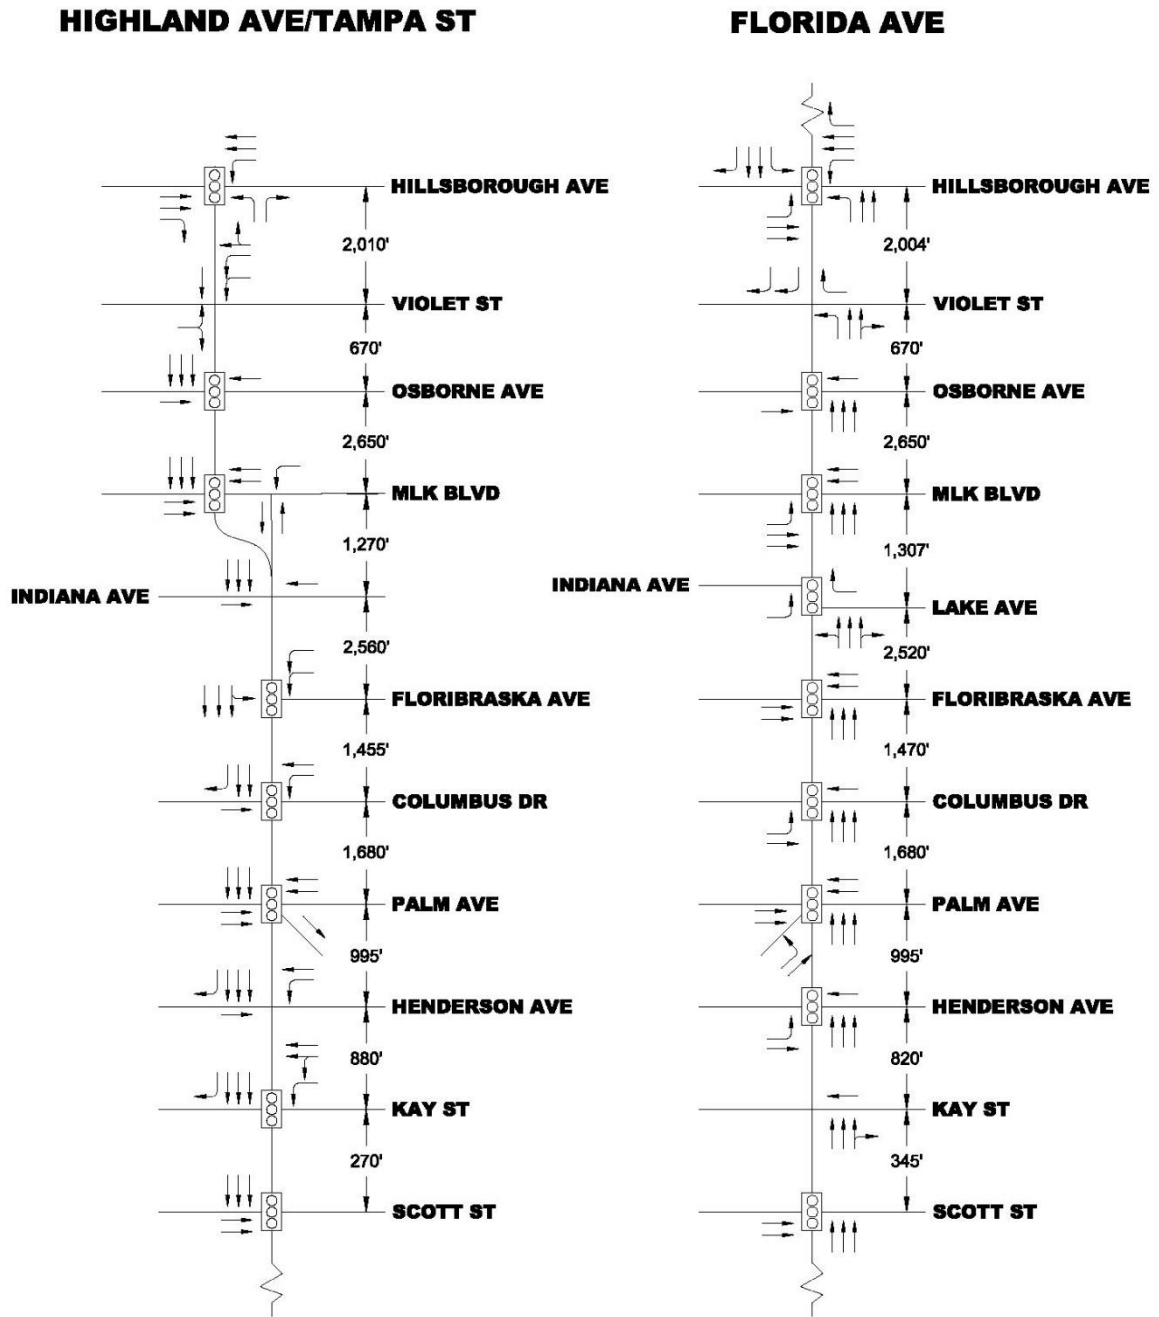 HIGHLAND AVE/TAMPA ST
HILLSBOROUGH AVE
2,010'
VIOLET ST
670'
OSBORNE AVE
2,650'
MLK BLVD
1,270'
INDIANA AVE
2,560'
FLORIBRASKA AVE
1,455'
COLUMBUS DR
1,680'
PALM AVE
995'
HENDERSON AVE
880'
KAY ST
270'
SCOTT ST
FLORIDA AVE
HILLSBOROUGH AVE
2,004'
VIOLET ST
670'
OSBORNE AVE
2,650'
MLK BLVD
1,307'
INDIANA AVE
LAKE AVE
2,520'
FLORIBRASKA AVE
1,470'
COLUMBUS DR
1,680'
PALM AVE
995'
HENDERSON AVE
820'
KAY ST
345'
SCOTT ST